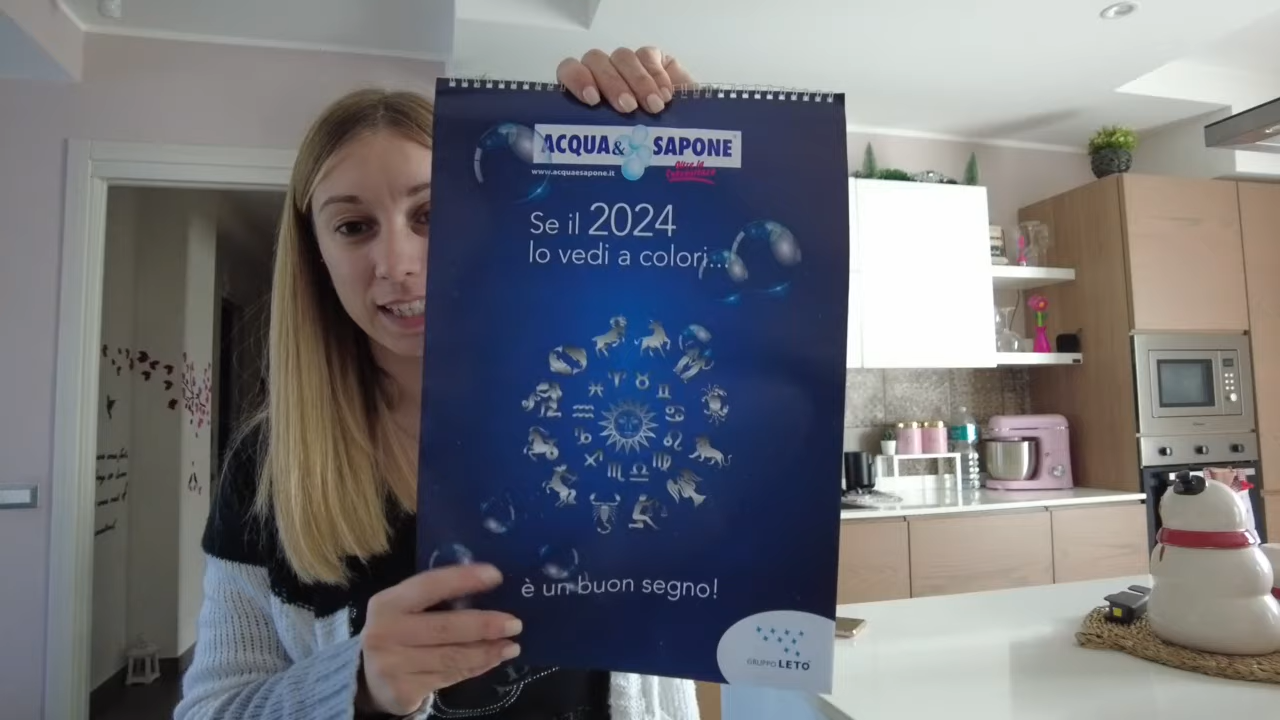 ACQUA & SAPONE
www.acquaesapone.it
Se il 2024
lo vedi a colori...
è un buon segno!
GRUPPO LETO